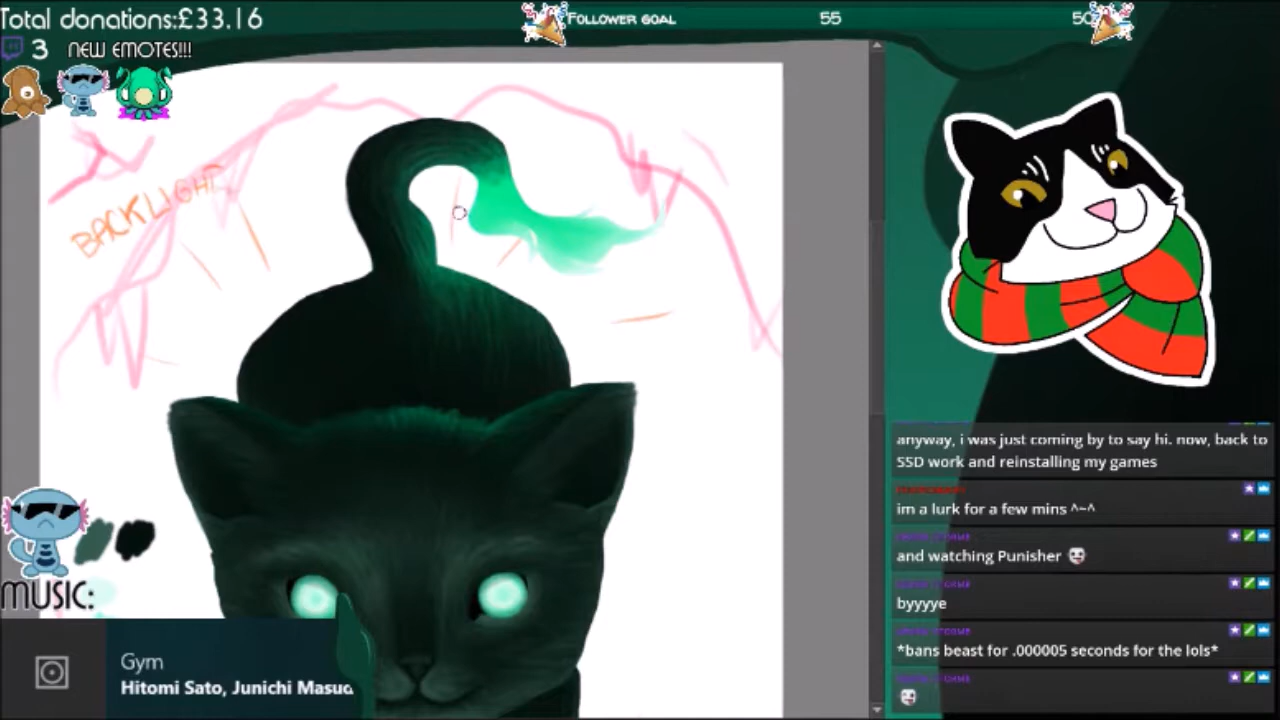 Total donations:£33.16
Follower goal
55
50
3 NEW EMOTES!!!
BACKLIGHT
anyway, i was just coming by to say hi. now, back to
SSD work and reinstalling my games
im a lurk for a few mins ^~^
and watching Punisher
byyyye
*bans beast for .000005 seconds for the lols*
MUSIC:
Gym
Hitomi Sato, Junichi Masuda